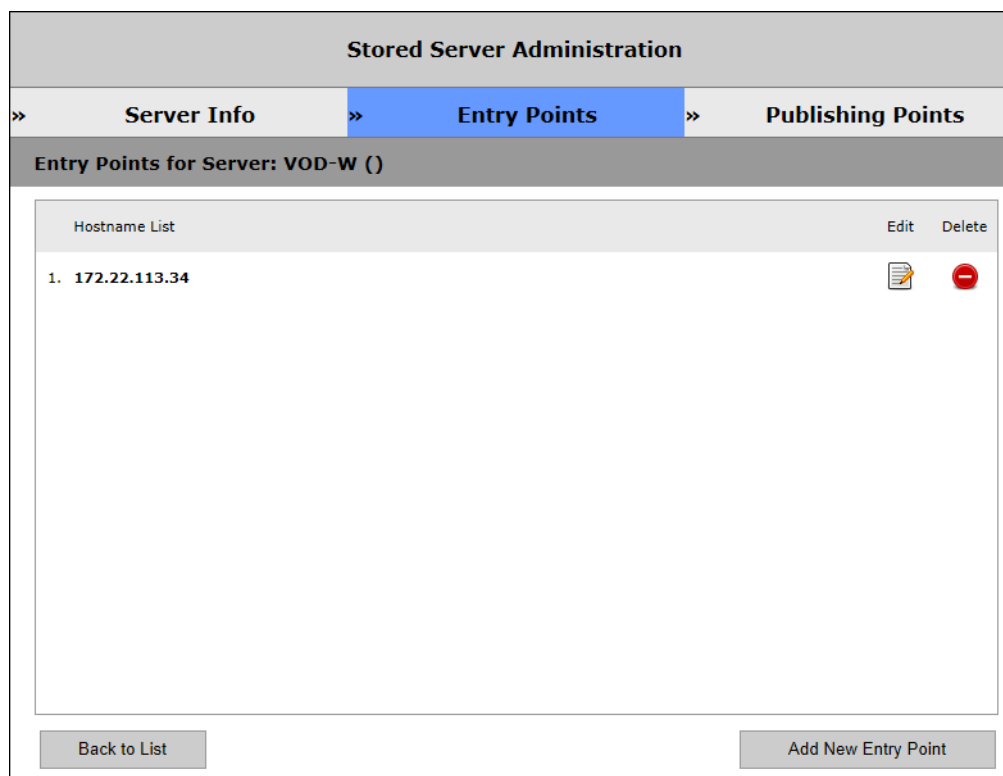 Stored Server Administration
» Server Info » Entry Points » Publishing Points
Entry Points for Server: VOD-W ()
Hostname List Edit Delete
1. 172.22.113.34
Back to List Add New Entry Point